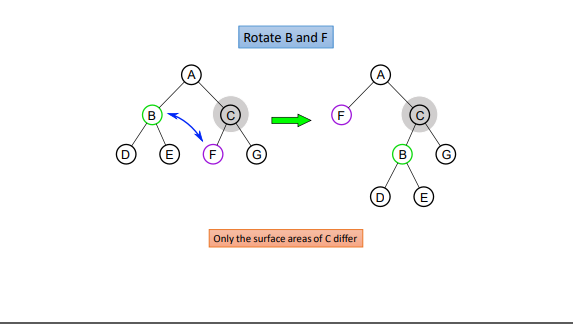 Rotate B and F
A
A
B
C
F
C
D
E
F
G
B
G
D
E
Only the surface areas of C differ